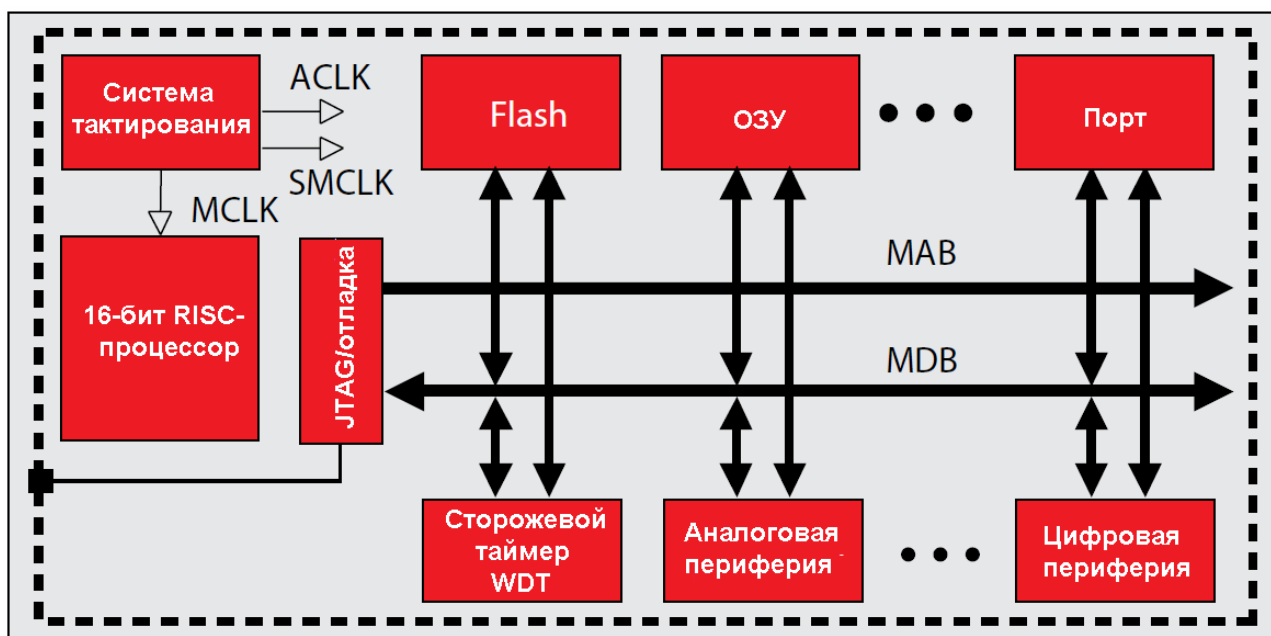 Система
тактирования
ACLK
SMCLK
MCLK
Flash
ОЗУ
Порт
16-бит RISC-
процессор
JTAG/отладка
MAB
MDB
Сторожевой
таймер
WDT
Аналоговая
периферия
Цифровая
периферия